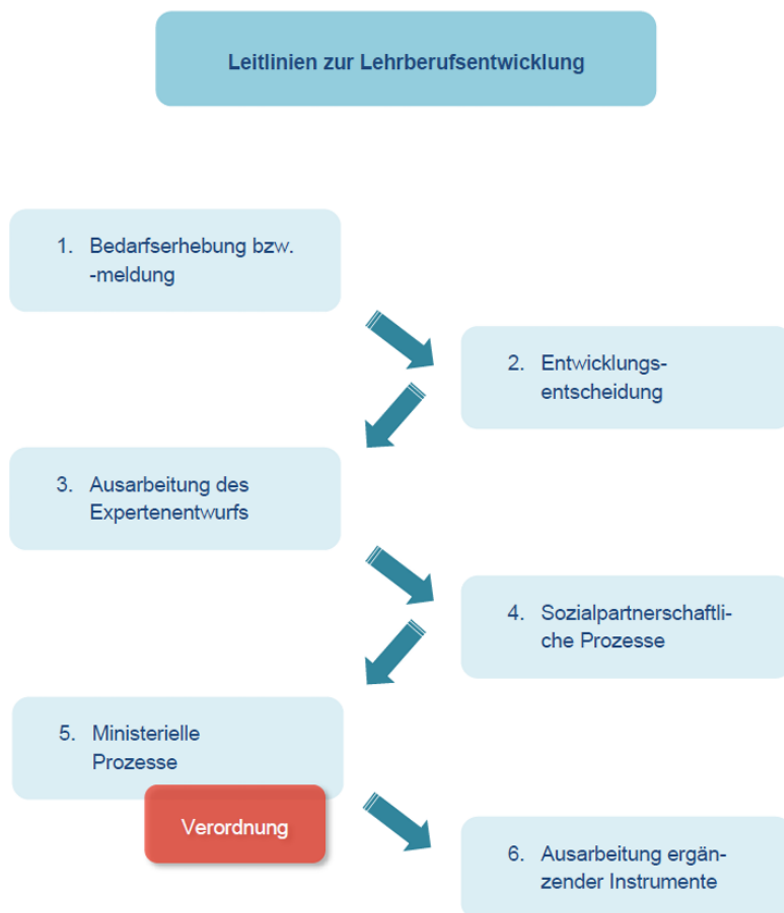 Leitlinien zur Lehrberufsentwicklung
1. Bedarfserhebung bzw.
-meldung
2. Entwicklungs-
entscheidung
3. Ausarbeitung des
Expertenentwurfs
4. Sozialpartnerschaftli-
che Prozesse
5. Ministerielle
Prozesse
Verordnung
6. Ausarbeitung ergän-
zender Instrumente